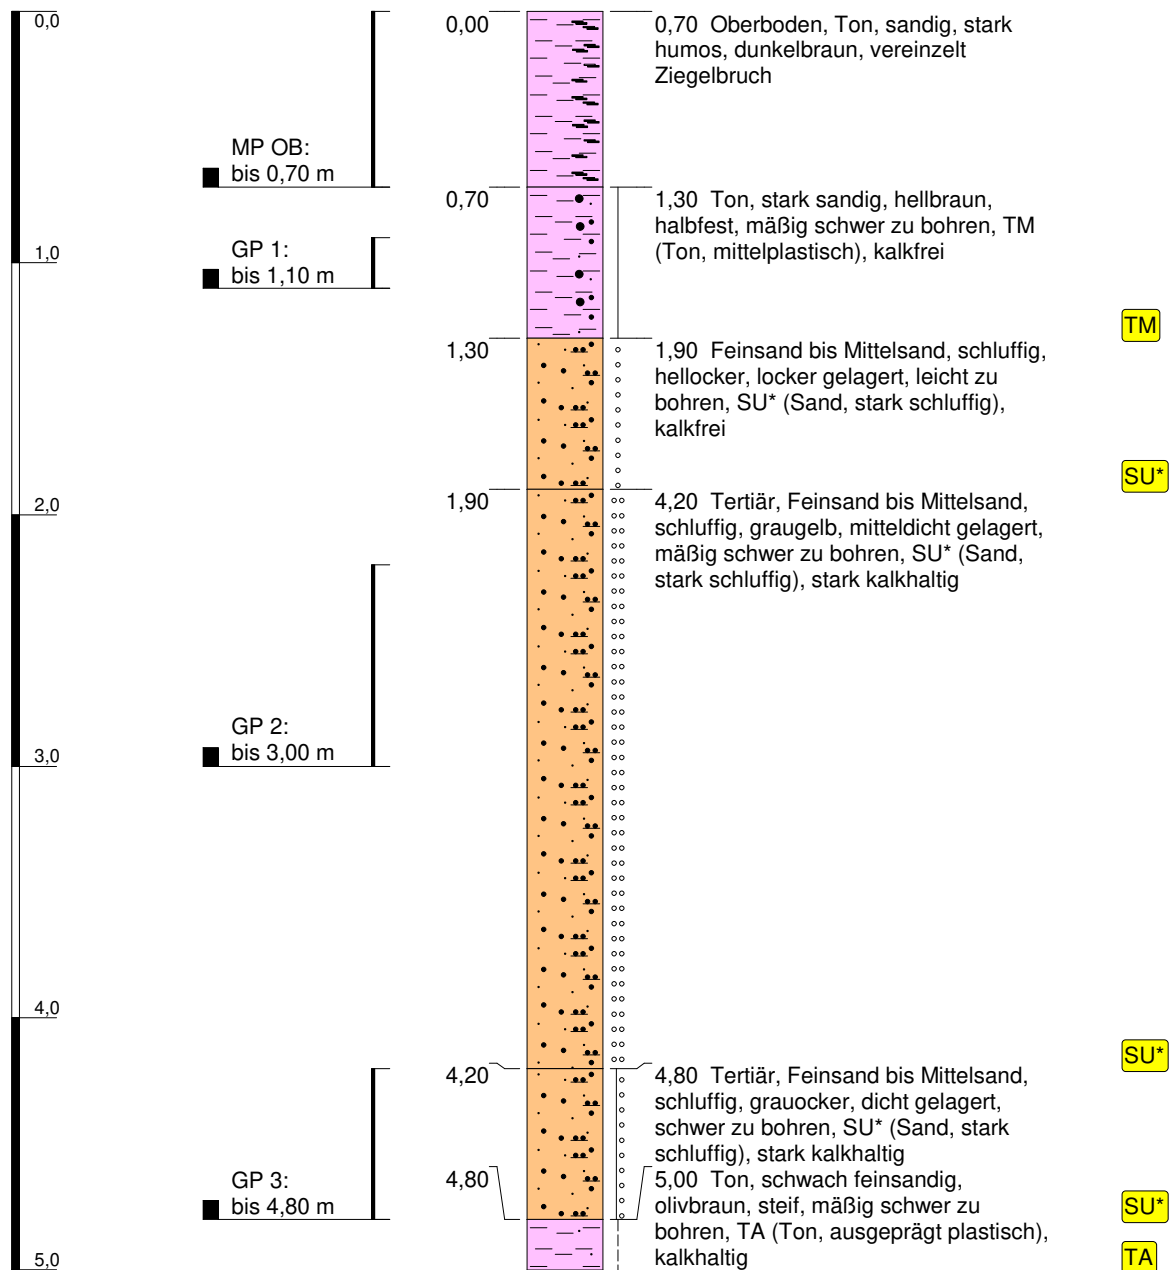 0,0
0,00
0,70 Oberboden, Ton, sandig, stark
humos, dunkelbraun, vereinzelt
Ziegelbruch
MP OB:
bis 0,70 m
0,70
1,30 Ton, stark sandig, hellbraun,
halbfest, mäßig schwer zu bohren, TM
(Ton, mittelplastisch), kalkfrei
GP 1:
bis 1,10 m
1,0
TM
1,30
1,90 Feinsand bis Mittelsand, schluffig,
hellocker, locker gelagert, leicht zu
bohren, SU* (Sand, stark schluffig),
kalkfrei
SU*
1,90
4,20 Tertiär, Feinsand bis Mittelsand,
schluffig, graugelb, mitteldicht gelagert,
mäßig schwer zu bohren, SU* (Sand,
stark schluffig), stark kalkhaltig
2,0
GP 2:
bis 3,00 m
3,0
4,0
SU*
4,20
4,80 Tertiär, Feinsand bis Mittelsand,
schluffig, grauocker, dicht gelagert,
schwer zu bohren, SU* (Sand, stark
schluffig), stark kalkhaltig
GP 3:
bis 4,80 m
4,80
5,00 Ton, schwach feinsandig,
olivbraun, steif, mäßig schwer zu
bohren, TA (Ton, ausgeprägt plastisch),
kalkhaltig
SU*
TA
5,0